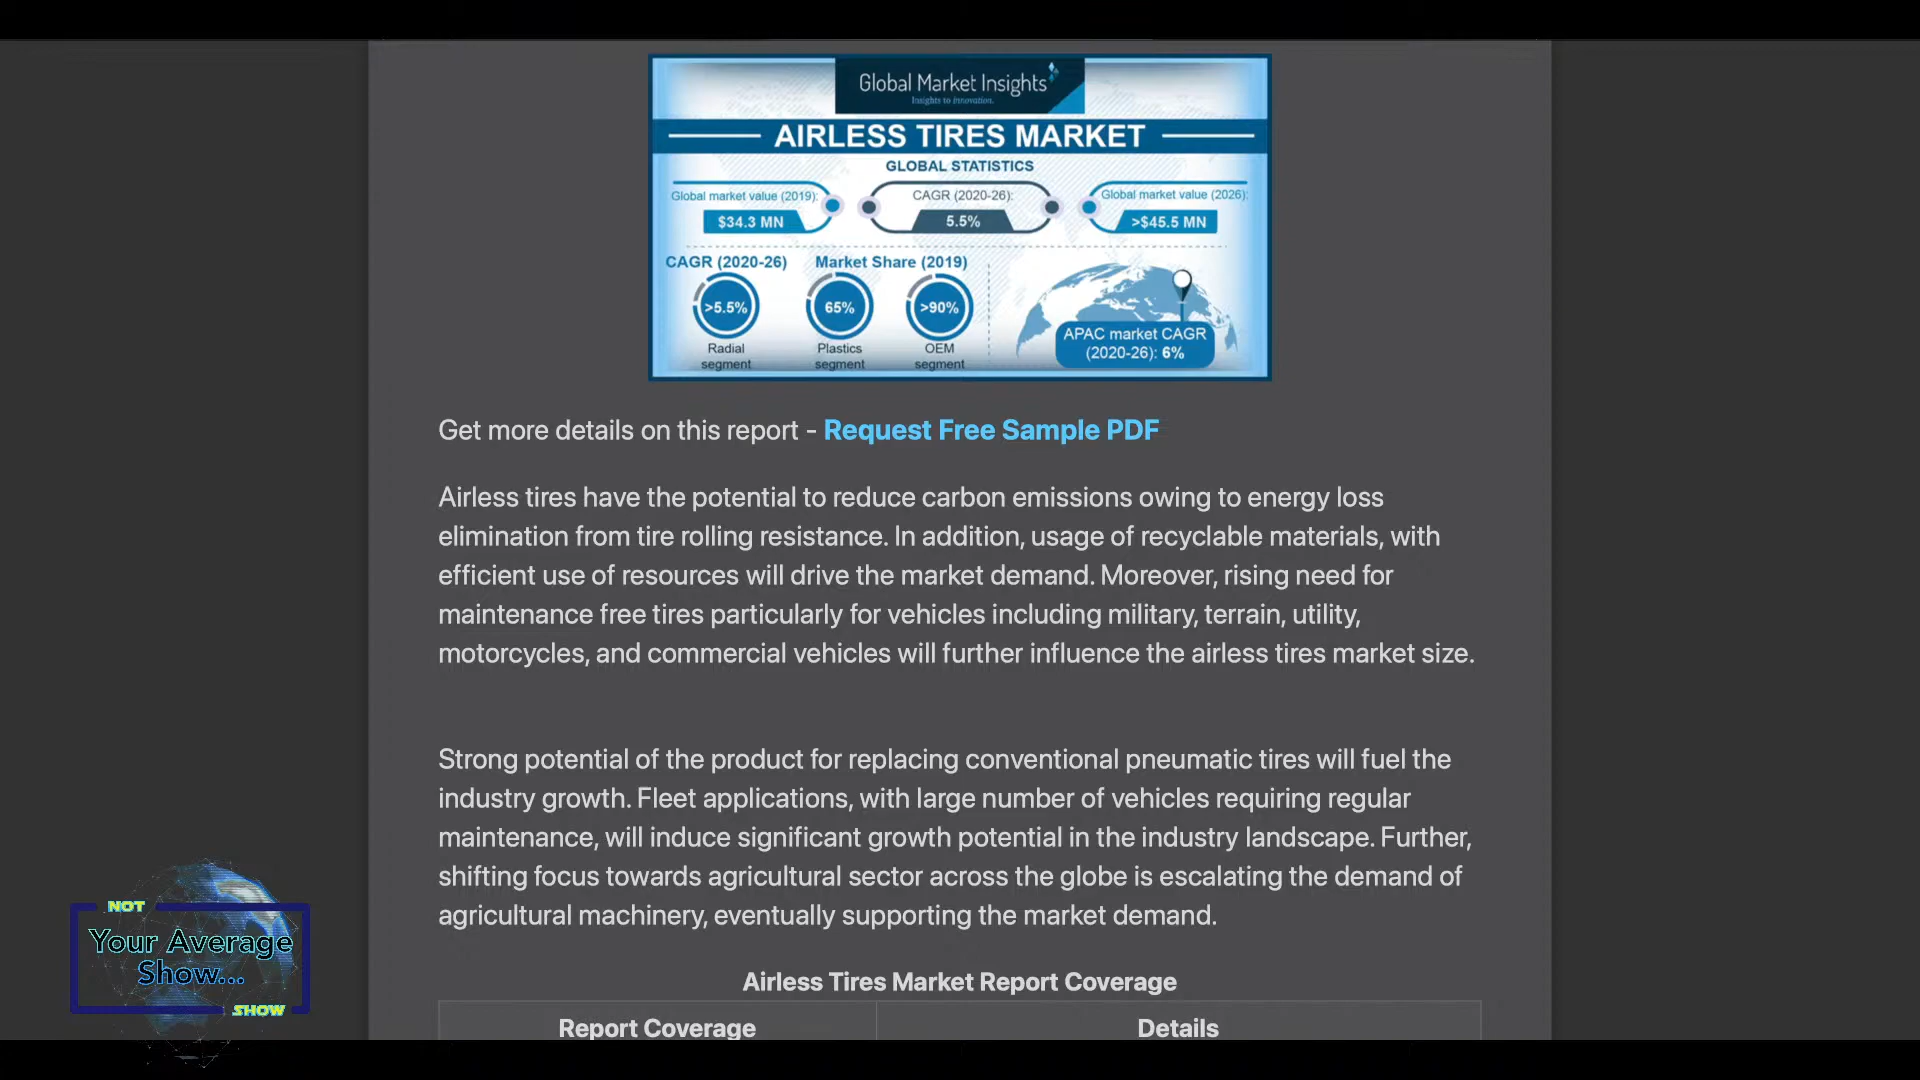 Global Market Insights
Insights to innovation.
AIRLESS TIRES MARKET
GLOBAL STATISTICS
Global market value (2019):
$34.3 MN
CAGR (2020-26):
5.5%
Global market value (2026):
>$45.5 MN
CAGR (2020-26)
>5.5%
Radial
segment
Market Share (2019)
65%
Plastics
segment
>90%
OEM
segment
APAC market CAGR
(2020-26): 6%
Get more details on this report - Request Free Sample PDF
Airless tires have the potential to reduce carbon emissions owing to energy loss
elimination from tire rolling resistance. In addition, usage of recyclable materials, with
efficient use of resources will drive the market demand. Moreover, rising need for
maintenance free tires particularly for vehicles including military, terrain, utility,
motorcycles, and commercial vehicles will further influence the airless tires market size.
Strong potential of the product for replacing conventional pneumatic tires will fuel the
industry growth. Fleet applications, with large number of vehicles requiring regular
maintenance, will induce significant growth potential in the industry landscape. Further,
shifting focus towards agricultural sector across the globe is escalating the demand of
agricultural machinery, eventually supporting the market demand.
Airless Tires Market Report Coverage
Report Coverage
Details
NOT
Your Average
Show...
SHOW